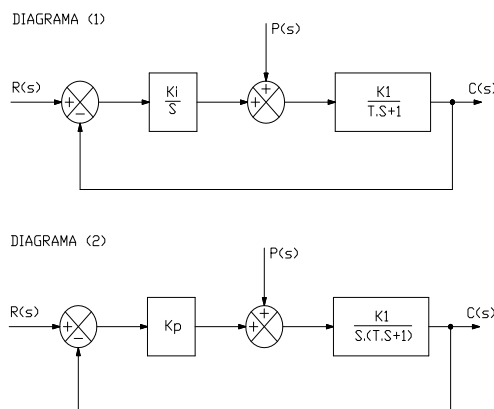 DIAGRAMA (1)
P(s)
R(s)
+
−
Ki
S
+
+
K1
T.S+1
C(s)
DIAGRAMA (2)
P(s)
R(s)
+
−
Kp
+
+
K1
S.(T.S+1)
C(s)